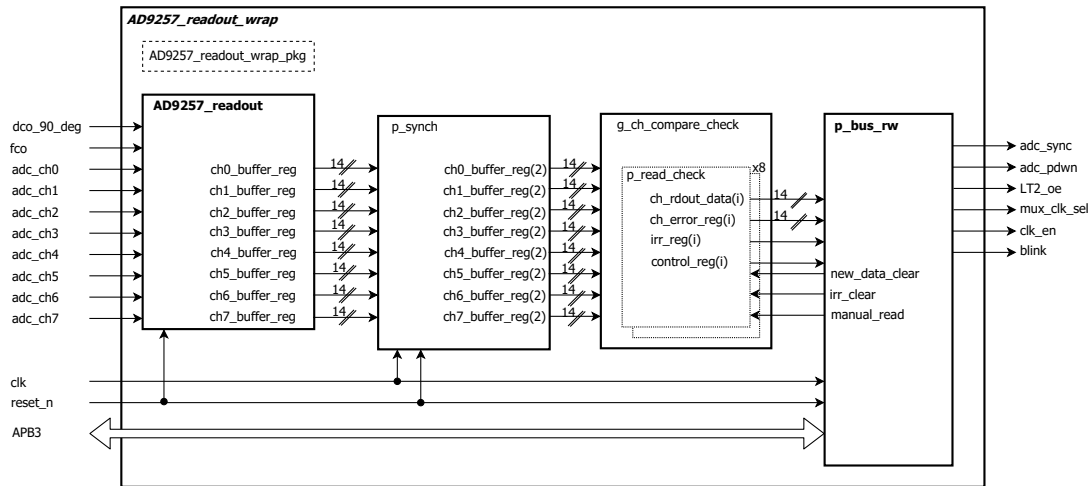 AD9257_readout_wrap
AD9257_readout_wrap_pkg
AD9257_readout
dco_90_deg
fco
adc_ch0
adc_ch1
adc_ch2
adc_ch3
adc_ch4
adc_ch5
adc_ch6
adc_ch7
ch0_buffer_reg
ch1_buffer_reg
ch2_buffer_reg
ch3_buffer_reg
ch4_buffer_reg
ch5_buffer_reg
ch6_buffer_reg
ch7_buffer_reg
14
14
14
14
14
14
14
14
p_synch
ch0_buffer_reg(2)
ch1_buffer_reg(2)
ch2_buffer_reg(2)
ch3_buffer_reg(2)
ch4_buffer_reg(2)
ch5_buffer_reg(2)
ch6_buffer_reg(2)
ch7_buffer_reg(2)
14
14
14
14
14
14
14
14
g_ch_compare_check
x8
p_read_check
ch_rdout_data(i)
ch_error_reg(i)
irr_reg(i)
control_reg(i)
14
14
p_bus_rw
new_data_clear
irr_clear
manual_read
adc_sync
adc_pdwn
LT2_oe
mux_clk_sel
clk_en
blink
clk
reset_n
APB3